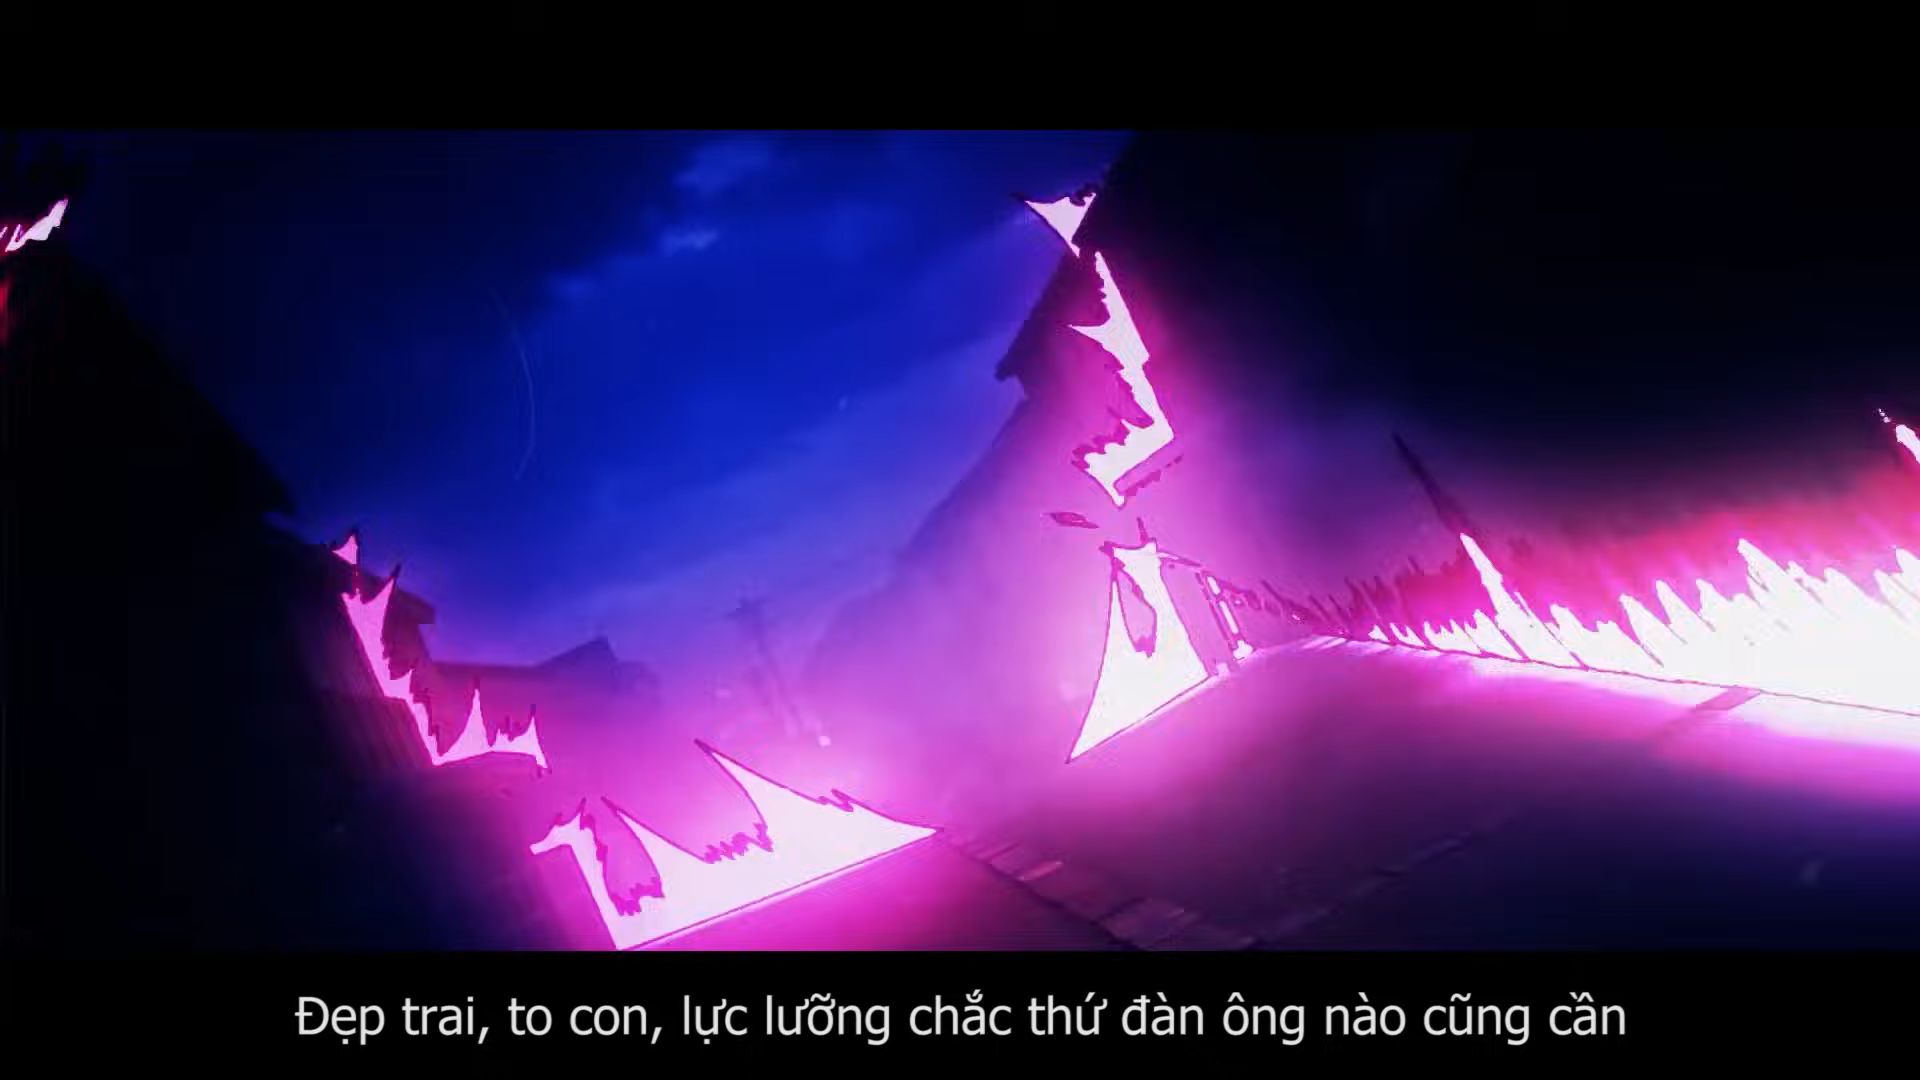 Đẹp trai, to con, lực lưỡng chắc thứ đàn ông nào cũng cần